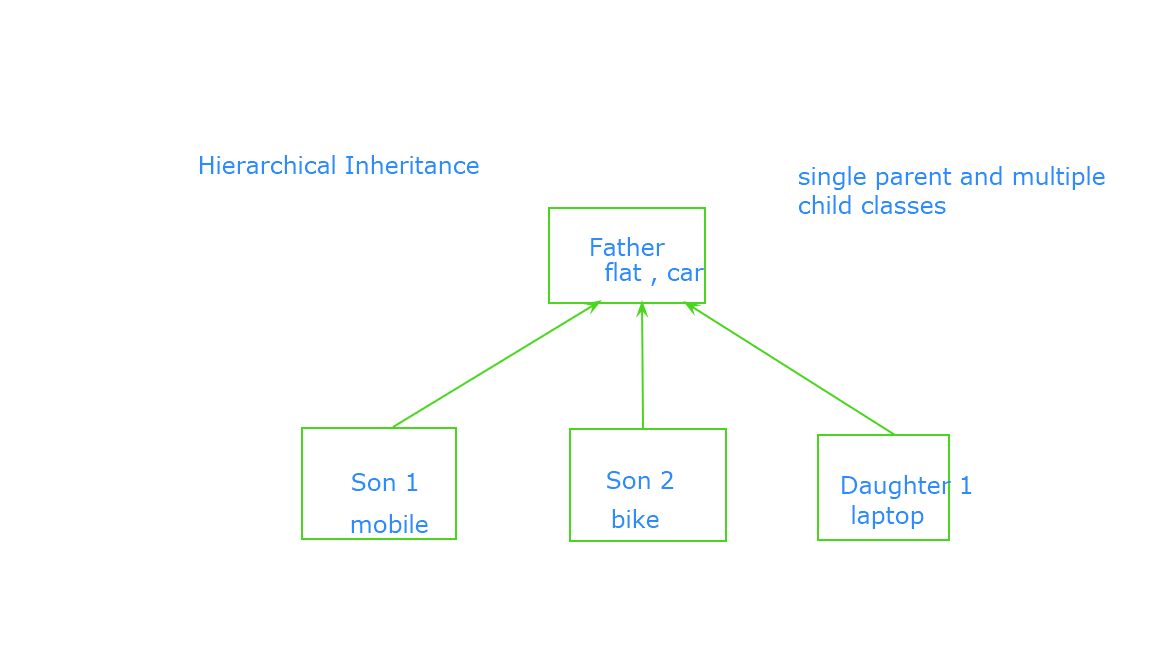 Hierarchical Inheritance
single parent and multiple
child classes
Father
flat , car
Son 1
mobile
Son 2
bike
Daughter 1
laptop